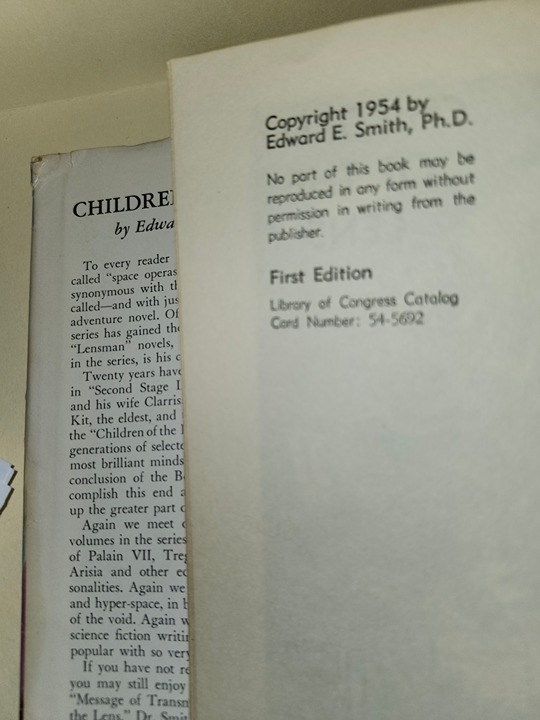 CHILDREN
by Edwa
To every reader
called "space operas
synonymous with th
called—and with jus
adventure novel. Of
series has gained the
"Lensman" novels,
in the series, is his
Twenty years have
in "Second Stage L
and his wife Clarris
Kit, the eldest, and
the "Children of the
generations of selecte
most brilliant minds
conclusion of the B
complish this end a
up the greater part
Again we meet
volumes in the series
of Palain VII, Treg
Arisia and other
sonalities. Again we
and hyper-space, in
of the void. Again w
science fiction writi
popular with so very
If you have not re
you may still enjoy
"Message of Transm
the Lens," Dr. Smit
Copyright 1954 by
Edward E. Smith, Ph.D.
No part of this book may be
reproduced in any form without
permission in writing from the
publisher.
First Edition
Library of Congress Catalog
Card Number: 54-5692